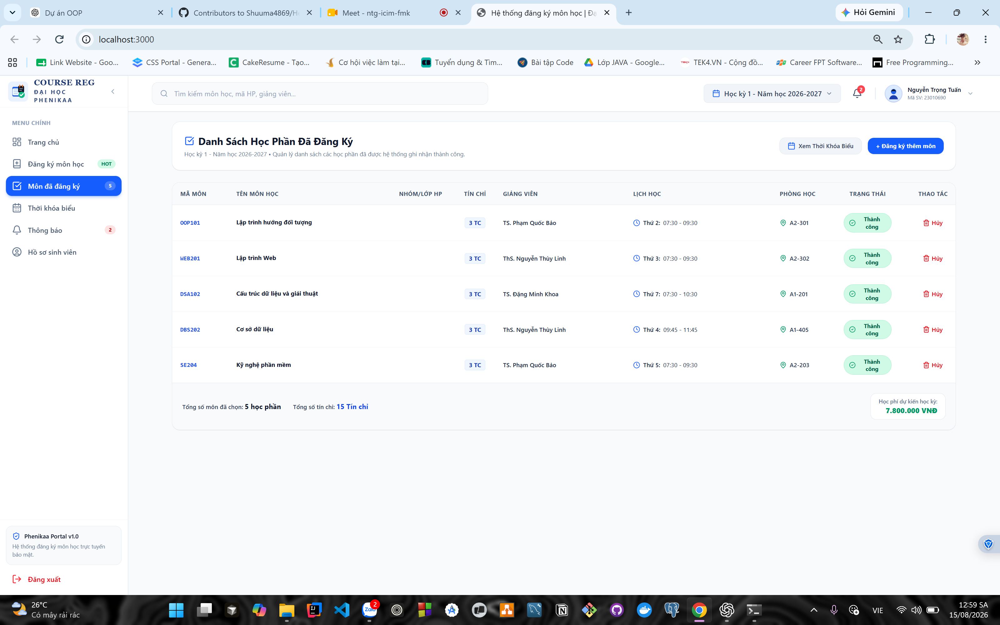 Dự án OOP
Contributors to Shuuma4869/He
Meet - ntg-icim-fmk
Hệ thống đăng ký môn học | Đạ
Hỏi Gemini
localhost:3000
Link Website - Goo...
CSS Portal - Genera...
CakeResume - Tạo...
Cơ hội việc làm tại...
Tuyển dụng & Tìm...
Bài tập Code
Lớp JAVA - Google...
TEK4.VN - Cộng đồ...
Career FPT Software...
Free Programming...
COURSE REG
ĐẠI HỌC
PHENIKAA
Tìm kiếm môn học, mã HP, giảng viên...
Học kỳ 1 - Năm học 2026-2027
2
Nguyễn Trọng Tuấn
Mã SV: 23010690
MENU CHÍNH
Trang chủ
Đăng ký môn học HOT
Môn đã đăng ký 5
Thời khóa biểu
Thông báo 2
Hồ sơ sinh viên
Danh Sách Học Phần Đã Đăng Ký
Học kỳ 1 - Năm học 2026-2027 • Quản lý danh sách các học phần đã được hệ thống ghi nhận thành công.
Xem Thời Khóa Biểu
+ Đăng ký thêm môn
MÃ MÔN TÊN MÔN HỌC NHÓM/LỚP HP TÍN CHỈ GIẢNG VIÊN LỊCH HỌC PHÒNG HỌC TRẠNG THÁI THAO TÁC
OOP101 Lập trình hướng đối tượng 3 TC TS. Phạm Quốc Bảo Thứ 2: 07:30 - 09:30 A2-301 Thành công Hủy
WEB201 Lập trình Web 3 TC ThS. Nguyễn Thùy Linh Thứ 3: 07:30 - 09:30 A2-302 Thành công Hủy
DSA102 Cấu trúc dữ liệu và giải thuật 3 TC TS. Đặng Minh Khoa Thứ 7: 07:30 - 10:30 A1-201 Thành công Hủy
DBS202 Cơ sở dữ liệu 3 TC ThS. Nguyễn Thùy Linh Thứ 4: 09:45 - 11:45 A1-405 Thành công Hủy
SE204 Kỹ nghệ phần mềm 3 TC TS. Phạm Quốc Bảo Thứ 5: 07:30 - 09:30 A2-203 Thành công Hủy
Tổng số môn đã chọn: 5 học phần Tổng số tín chỉ: 15 Tín chỉ
Học phí dự kiến học kỳ:
7.800.000 VNĐ
Phenikaa Portal v1.0
Hệ thống đăng ký môn học trực tuyến
bảo mật.
Đăng xuất
26°C
Có mây rải rác
Zalo
2
VIE
12:59 SA
15/08/2026